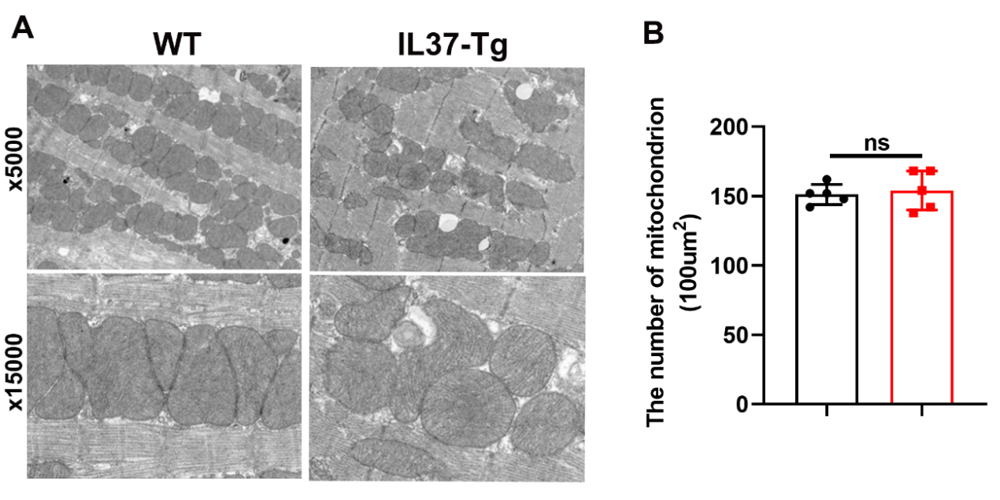 A
WT
IL37-Tg
x5000
x15000
B
The number of mitochondrion
(100um²)
200
150
100
50
0
ns